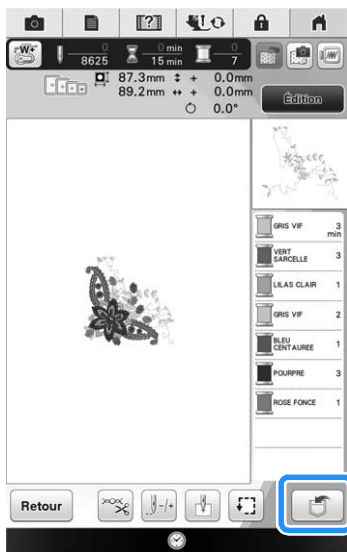 W+
0
8625
0 min
15 min
0
7
87.3mm ↕ + 0.0mm
89.2mm ↔ + 0.0mm
0.0°
Édition
GRIS VIF 3 min
VERT SARCELLE 3
LILAS CLAIR 1
GRIS VIF 2
BLEU CENTAUREE 1
POURPRE 3
ROSE FONCE 1
Retour
-/+